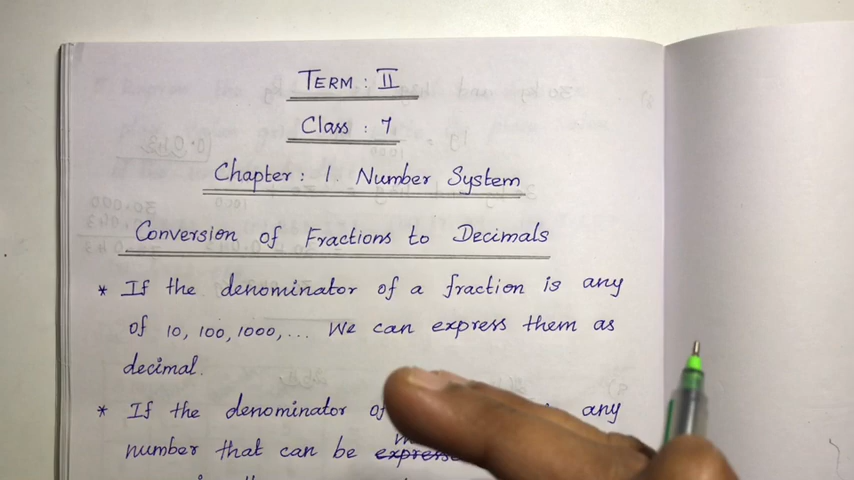 TERM : II
Class : 7
Chapter : 1. Number System
Conversion of Fractions to Decimals
* If the denominator of a fraction is any
of 10, 100, 1000, ... We can express them as
decimal.
* If the denominator of any
number that can be express